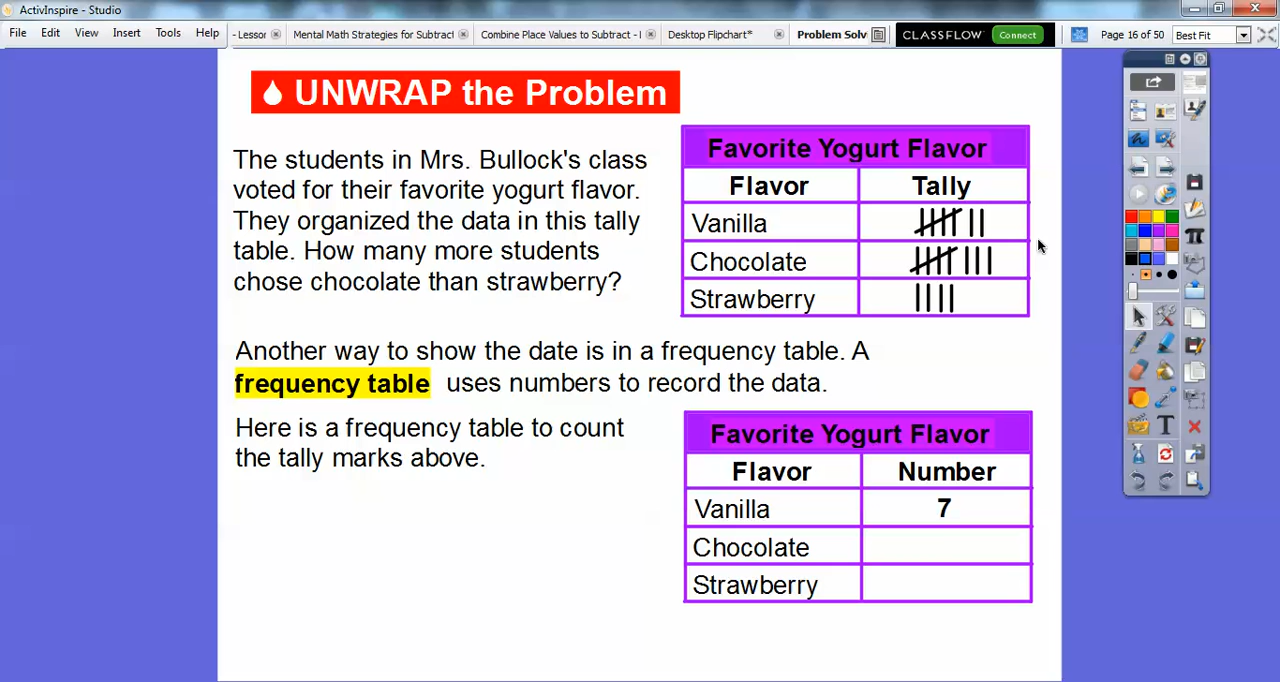 ActivInspire - Studio
File Edit View Insert Tools Help
- Lessor Mental Math Strategies for Subtract Combine Place Values to Subtract - I Desktop Flipchart* Problem Solv
CLASSFLOW Connect
Page 16 of 50 Best Fit
UNWRAP the Problem
The students in Mrs. Bullock's class
voted for their favorite yogurt flavor.
They organized the data in this tally
table. How many more students
chose chocolate than strawberry?
Favorite Yogurt Flavor
Flavor Tally
Vanilla
Chocolate
Strawberry
Another way to show the date is in a frequency table. A
frequency table uses numbers to record the data.
Here is a frequency table to count
the tally marks above.
Favorite Yogurt Flavor
Flavor Number
Vanilla 7
Chocolate
Strawberry